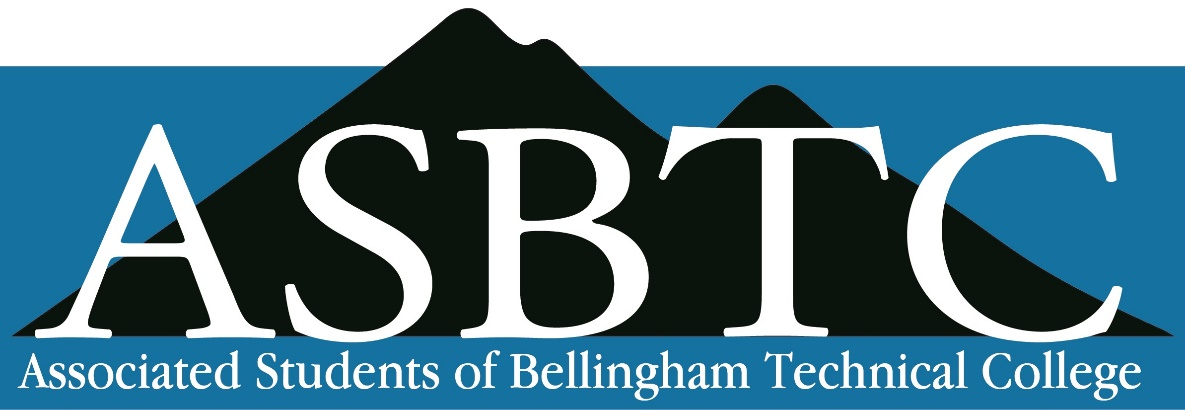 ASBTC
Associated Students of Bellingham Technical College